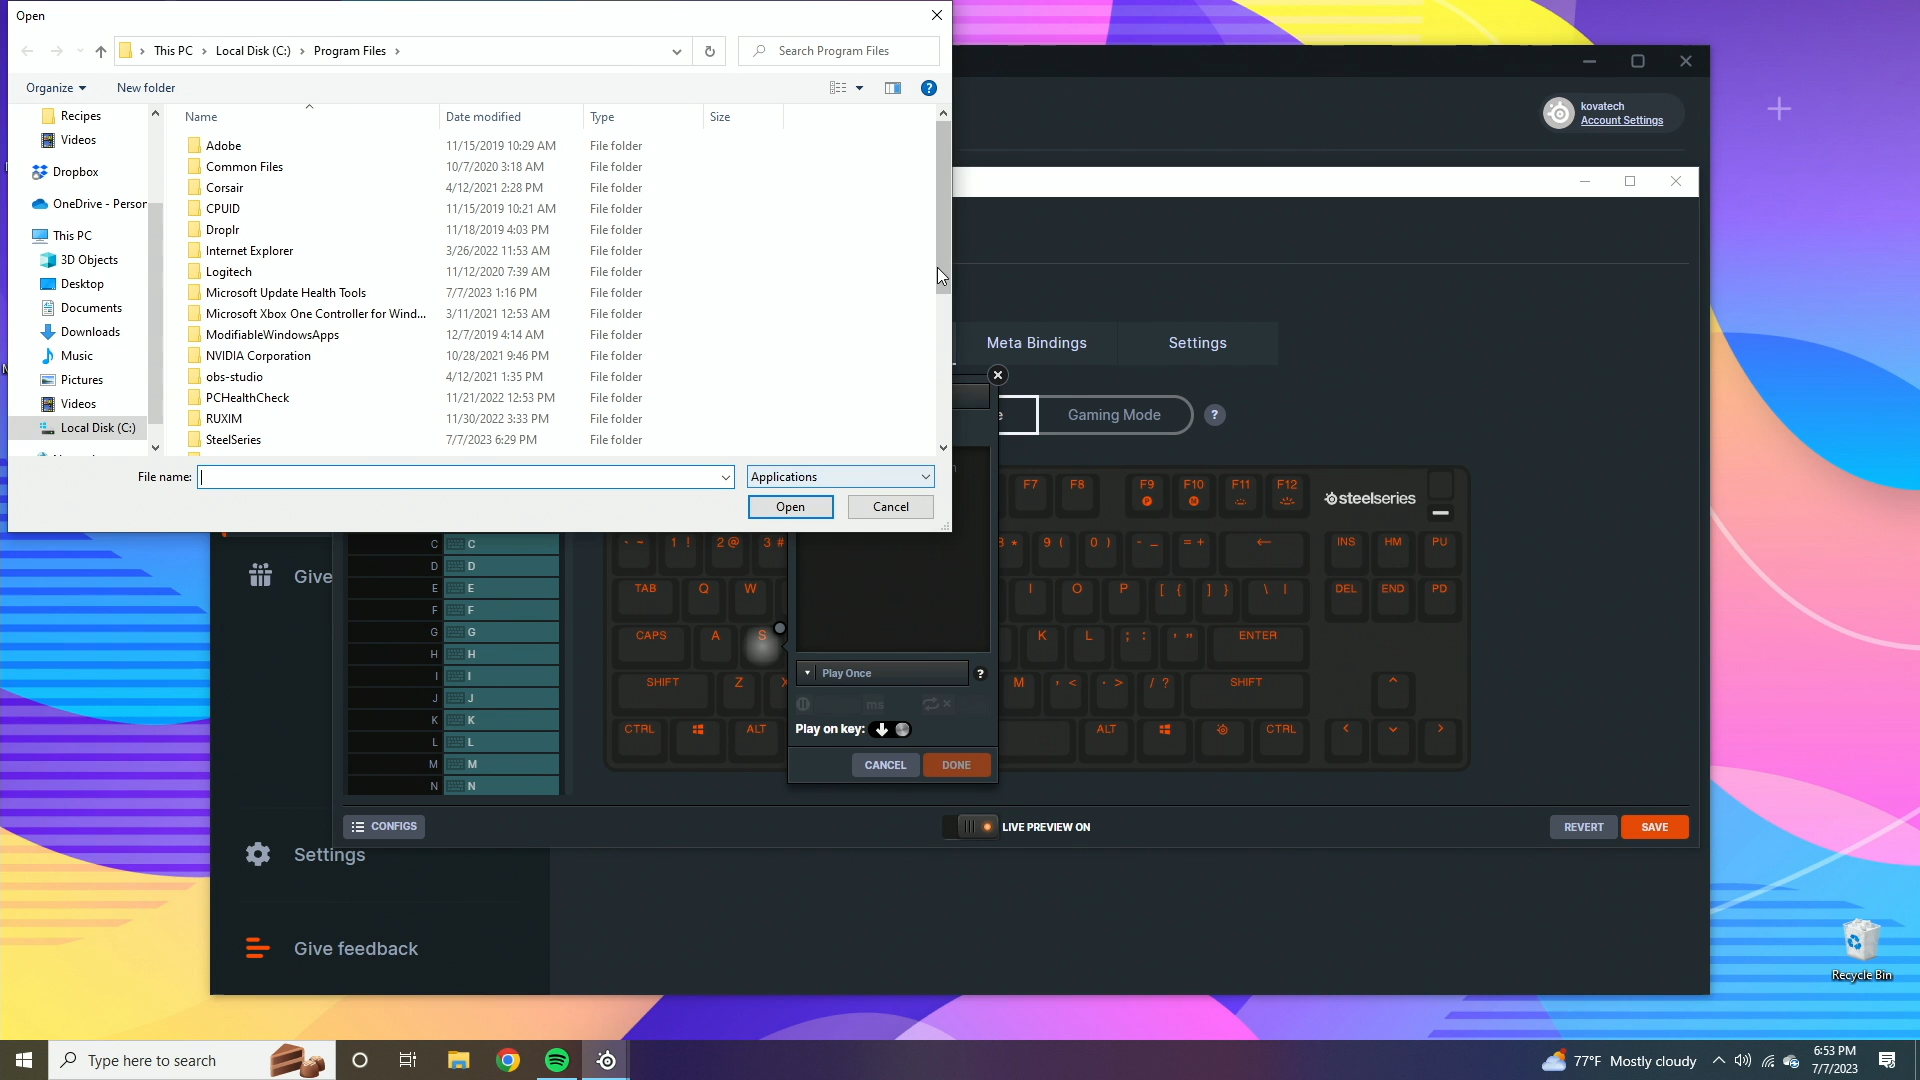 Open
This PC > Local Disk (C:) > Program Files >
Search Program Files
Organize
New folder
Recipes
Videos
Dropbox
OneDrive - Person
This PC
3D Objects
Desktop
Documents
Downloads
Music
Pictures
Videos
Local Disk (C:)
Name Date modified Type Size
Adobe 11/15/2019 10:29 AM File folder
Common Files 10/7/2020 3:18 AM File folder
Corsair 4/12/2021 2:28 PM File folder
CPUID 11/15/2019 10:21 AM File folder
Droplr 11/18/2019 4:03 PM File folder
Internet Explorer 3/26/2022 11:53 AM File folder
Logitech 11/12/2020 7:39 AM File folder
Microsoft Update Health Tools 7/7/2023 1:16 PM File folder
Microsoft Xbox One Controller for Wind... 3/11/2021 12:53 AM File folder
ModifiableWindowsApps 12/7/2019 4:14 AM File folder
NVIDIA Corporation 10/28/2021 9:46 PM File folder
obs-studio 4/12/2021 1:35 PM File folder
PCHealthCheck 11/21/2022 12:53 PM File folder
RUXIM 11/30/2022 3:33 PM File folder
SteelSeries 7/7/2023 6:29 PM File folder
File name:
Applications
Open
Cancel
kovatech
Account Settings
Meta Bindings
Settings
Gaming Mode
?
F7 F8 F9 F10 F11 F12
steelseries
~ 1 ! 2 @ 3 # 8 * 9 ( 0 ) - _ = + ← INS HM PU
TAB Q W I O P [ { ] } \ | DEL END PD
CAPS A S K L ; : ' " ENTER
SHIFT Z X M , < . > / ? SHIFT ^
CTRL ALT ALT CTRL < >
C C
D D
E E
F F
G G
H H
I I
J J
K K
L L
M M
N N
Play Once
?
ms
Play on key:
CANCEL
DONE
CONFIGS
LIVE PREVIEW ON
REVERT
SAVE
Give
Settings
Give feedback
Recycle Bin
Type here to search
77°F Mostly cloudy
6:53 PM
7/7/2023